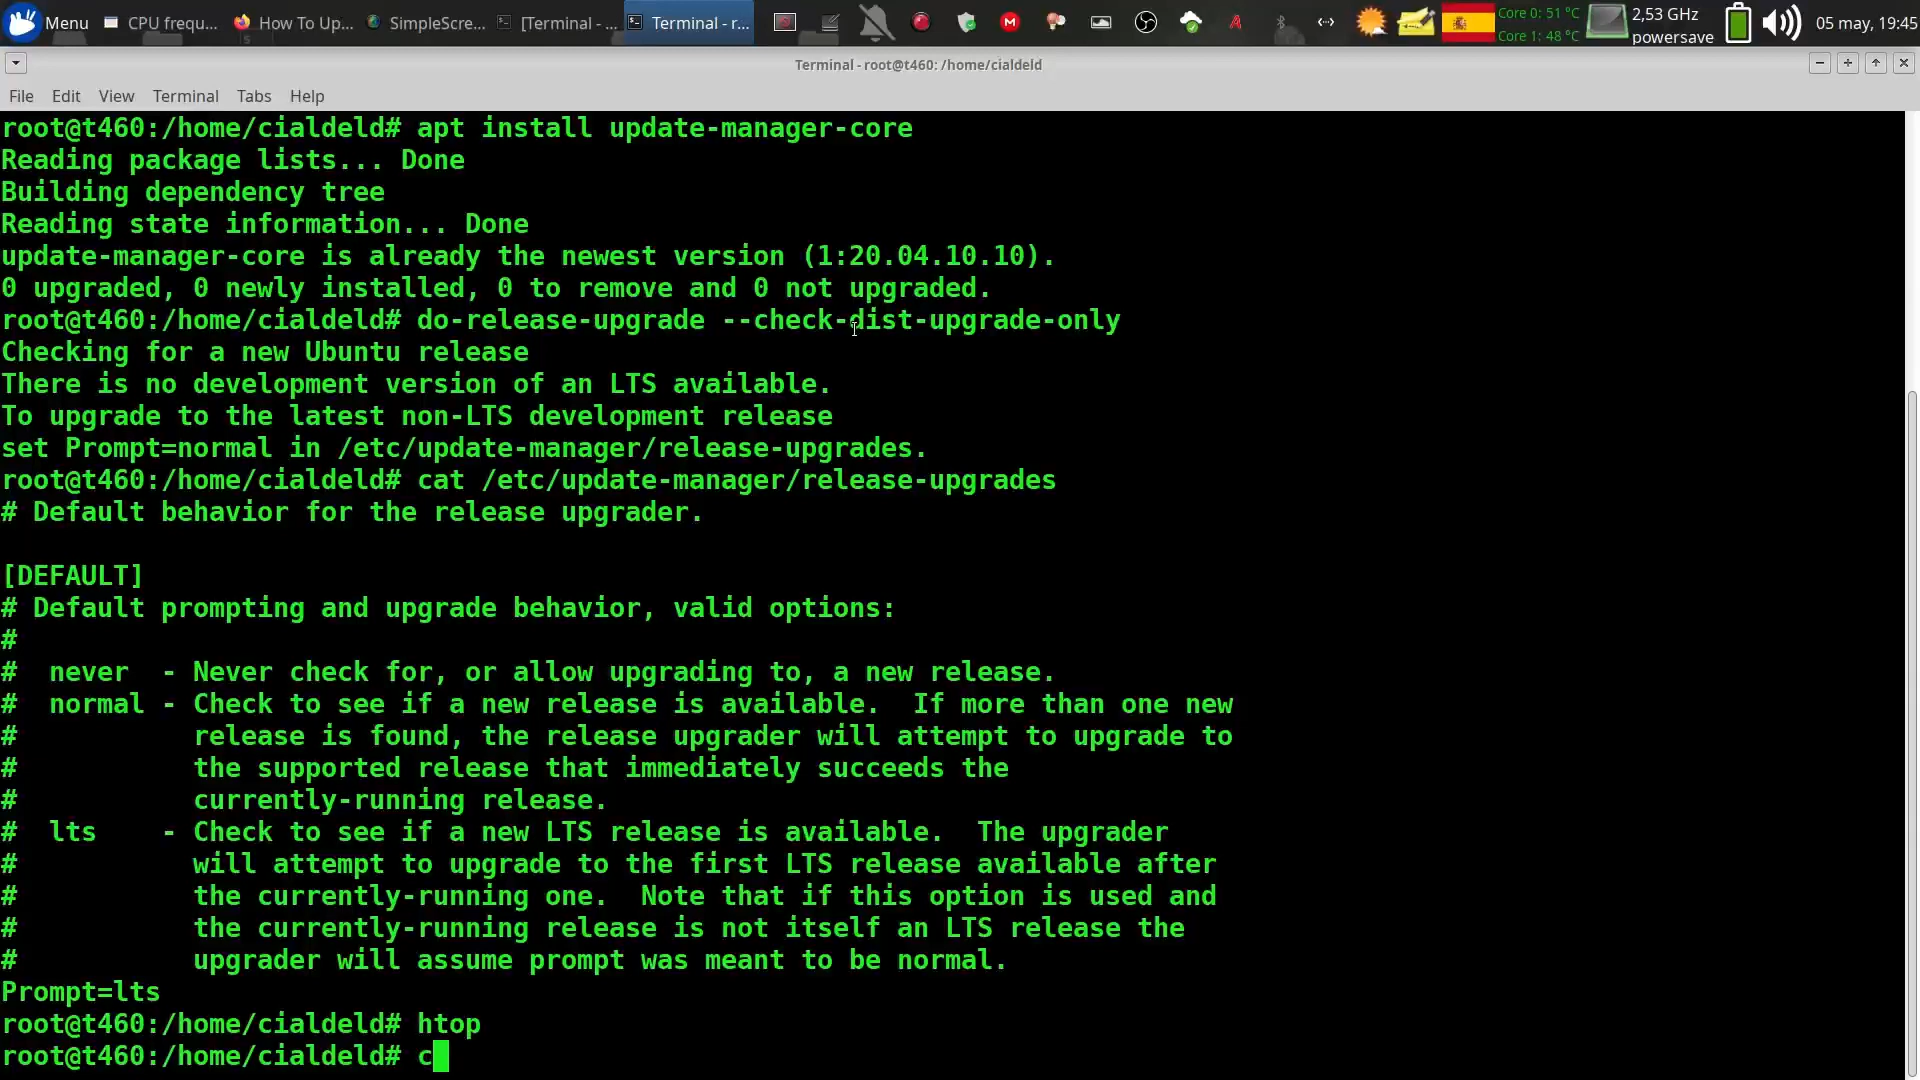 Menu CPU frequ... How To Up... SimpleScre... [Terminal - ... Terminal - r... Core 0: 51 °C Core 1: 48 °C 2,53 GHz powersave 05 may, 19:45
Terminal - root@t460: /home/cialdeld
File Edit View Terminal Tabs Help
root@t460:/home/cialdeld# apt install update-manager-core
Reading package lists... Done
Building dependency tree
Reading state information... Done
update-manager-core is already the newest version (1:20.04.10.10).
0 upgraded, 0 newly installed, 0 to remove and 0 not upgraded.
root@t460:/home/cialdeld# do-release-upgrade --check-dist-upgrade-only
Checking for a new Ubuntu release
There is no development version of an LTS available.
To upgrade to the latest non-LTS development release
set Prompt=normal in /etc/update-manager/release-upgrades.
root@t460:/home/cialdeld# cat /etc/update-manager/release-upgrades
# Default behavior for the release upgrader.
[DEFAULT]
# Default prompting and upgrade behavior, valid options:
#
#  never  - Never check for, or allow upgrading to, a new release.
#  normal - Check to see if a new release is available.  If more than one new
#           release is found, the release upgrader will attempt to upgrade to
#           the supported release that immediately succeeds the
#           currently-running release.
#  lts    - Check to see if a new LTS release is available.  The upgrader
#           will attempt to upgrade to the first LTS release available after
#           the currently-running one.  Note that if this option is used and
#           the currently-running release is not itself an LTS release the
#           upgrader will assume prompt was meant to be normal.
Prompt=lts
root@t460:/home/cialdeld# htop
root@t460:/home/cialdeld# c